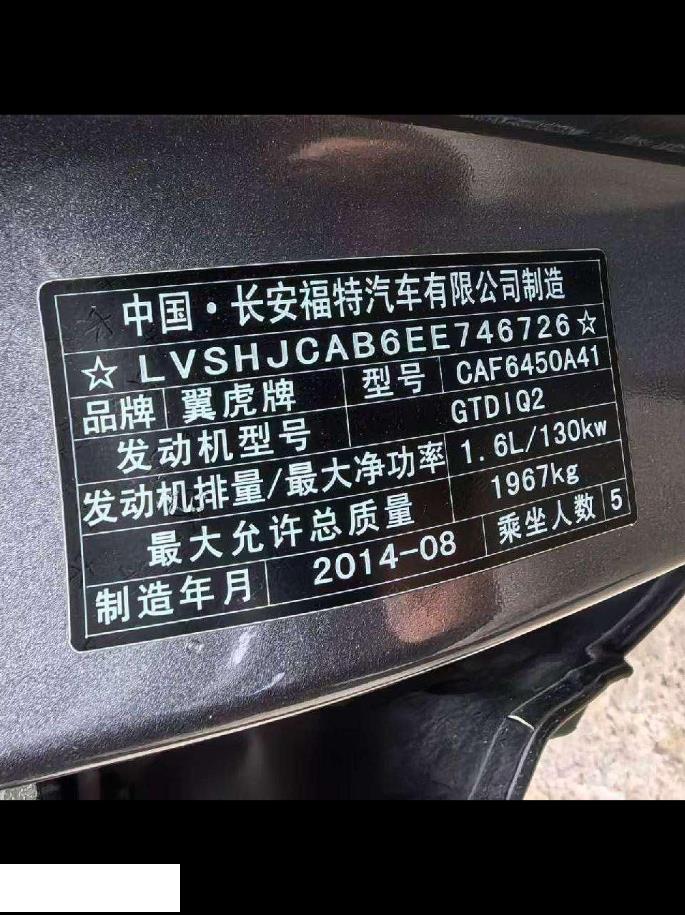 中国·长安福特汽车有限公司制造
☆LVSHJCAB6EE746726☆
品牌 翼虎牌 型号 CAF6450A41
发动机型号 GTDIQ2
发动机排量/最大净功率 1.6L/130kw
最大允许总质量 1967kg
制造年月 2014-08 乘坐人数 5